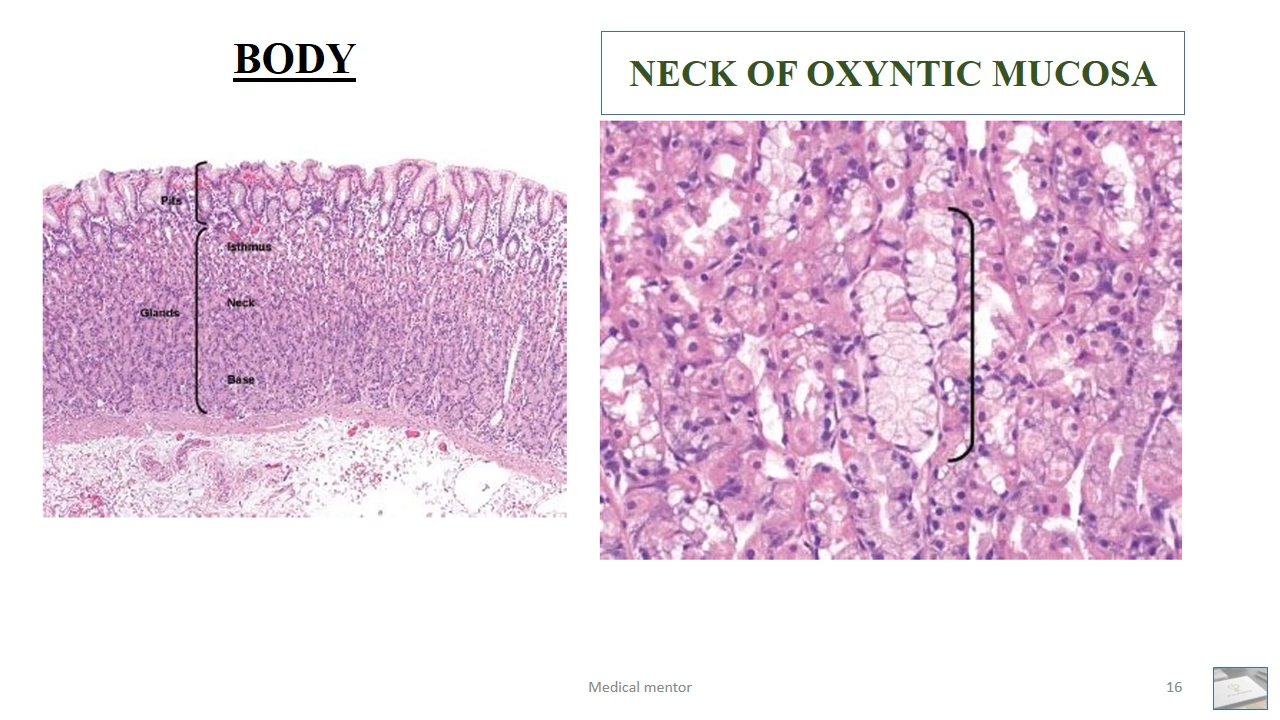 BODY
NECK OF OXYNTIC MUCOSA
Pits
Isthmus
Neck
Glands
Base
Medical mentor
16